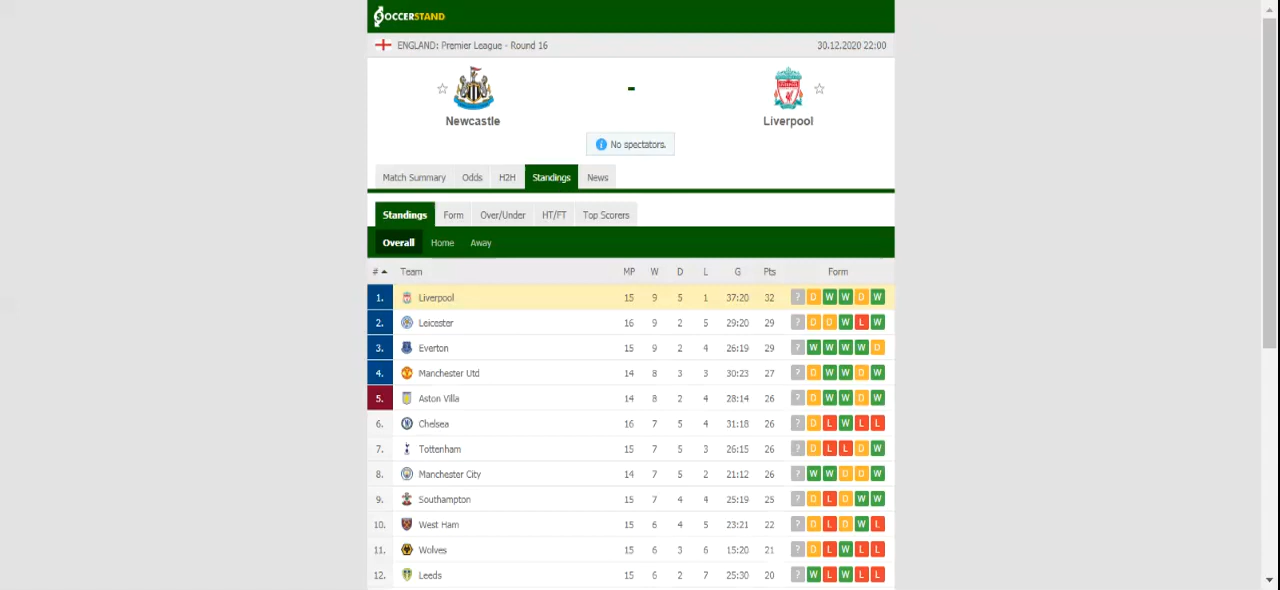 SOCCERSTAND
ENGLAND: Premier League - Round 16 30.12.2020 22:00
-
Newcastle Liverpool
No spectators.
Match Summary Odds H2H Standings News
Standings Form Over/Under HT/FT Top Scorers
Overall Home Away
# Team MP W D L G Pts Form
1. Liverpool 15 9 5 1 37:20 32 ? D W W D W
2. Leicester 16 9 2 5 29:20 29 ? D D W L W
3. Everton 15 9 2 4 26:19 29 ? W W W W D
4. Manchester Utd 14 8 3 3 30:23 27 ? D W W D W
5. Aston Villa 14 8 2 4 28:14 26 ? D W W D W
6. Chelsea 16 7 5 4 31:18 26 ? D L W L L
7. Tottenham 15 7 5 3 26:15 26 ? D L L D W
8. Manchester City 14 7 5 2 21:12 26 ? W W D D W
9. Southampton 15 7 4 4 25:19 25 ? D L D W W
10. West Ham 15 6 4 5 23:21 22 ? D L D W L
11. Wolves 15 6 3 6 15:20 21 ? D L W L L
12. Leeds 15 6 2 7 25:30 20 ? W L W L L